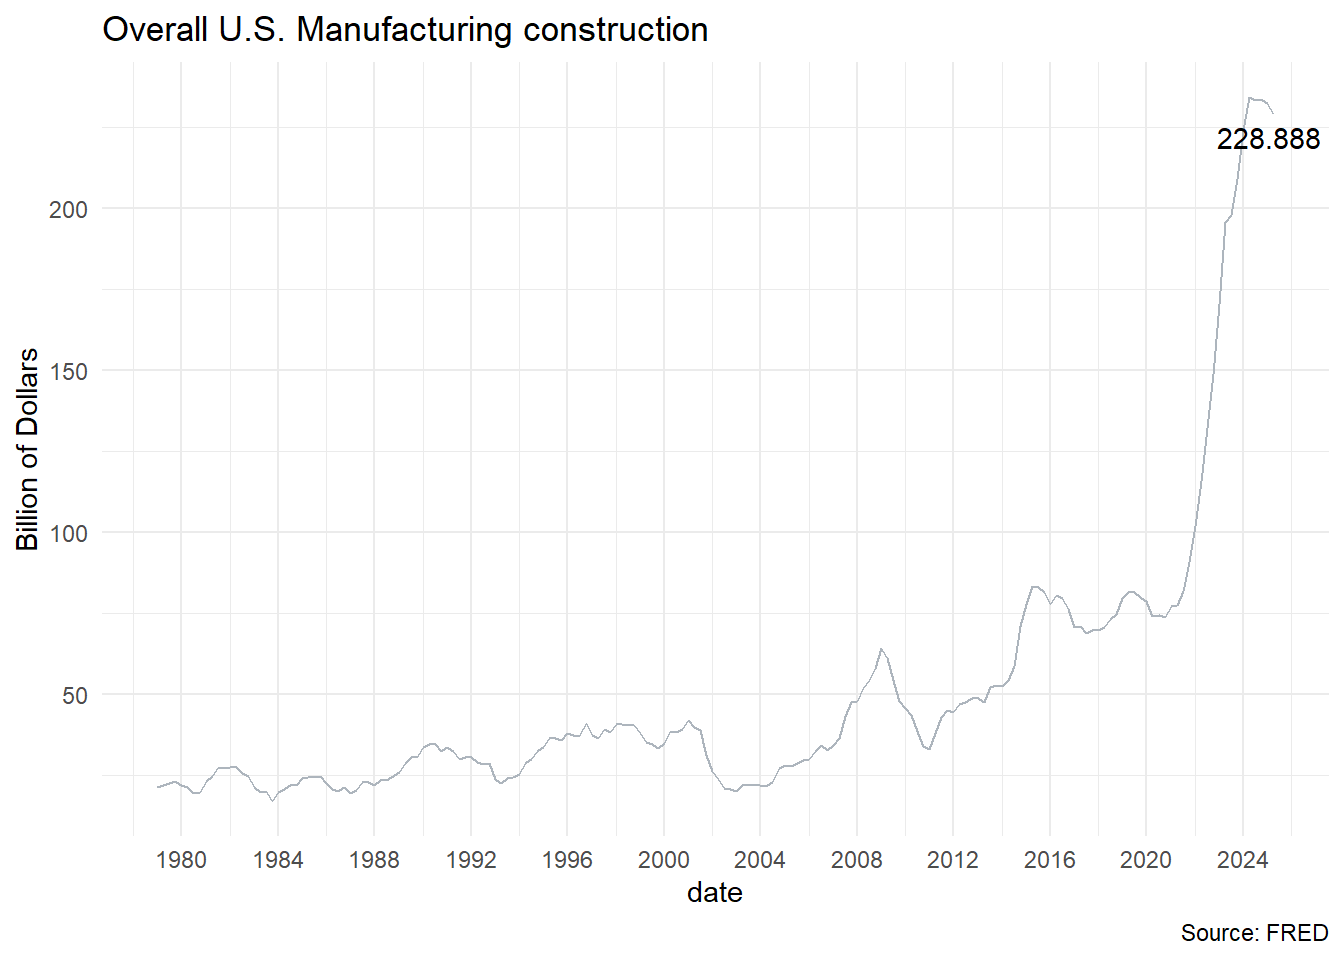 Overall U.S. Manufacturing construction
228.888
200
150
100
50
Billion of Dollars
1980 1984 1988 1992 1996 2000 2004 2008 2012 2016 2020 2024
date
Source: FRED